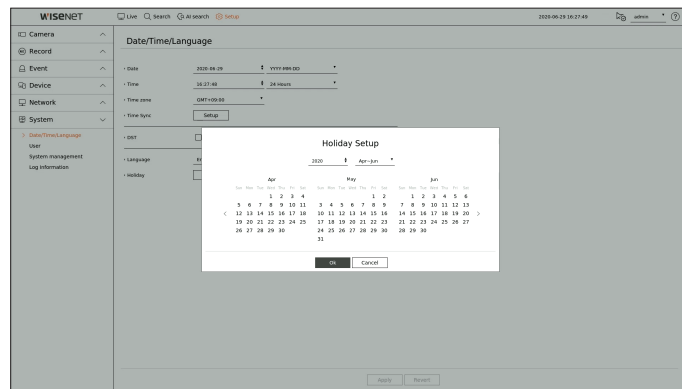 WISENET
Live Search AI search Setup 2020-06-29 16:27:49 admin ?
Camera
Record
Event
Device
Network
System
Date/Time/Language
User
System management
Log information
Date/Time/Language
Date 2020-06-29 YYYY-MM-DD
Time 16:27:48 24 Hours
Time zone GMT+09:00
Time Sync Setup
DST
Language
Holiday
Holiday Setup
2020 Apr~Jun
Apr May Jun
Sun Mon Tue Wed Thu Fri Sat Sun Mon Tue Wed Thu Fri Sat Sun Mon Tue Wed Thu Fri Sat
1 2 3 4 1 2 1 2 3 4 5 6
5 6 7 8 9 10 11 3 4 5 6 7 8 9 7 8 9 10 11 12 13
< 12 13 14 15 16 17 18 10 11 12 13 14 15 16 14 15 16 17 18 19 20 >
19 20 21 22 23 24 25 17 18 19 20 21 22 23 21 22 23 24 25 26 27
26 27 28 29 30 24 25 26 27 28 29 30 28 29 30
31
Ok Cancel
Apply Revert